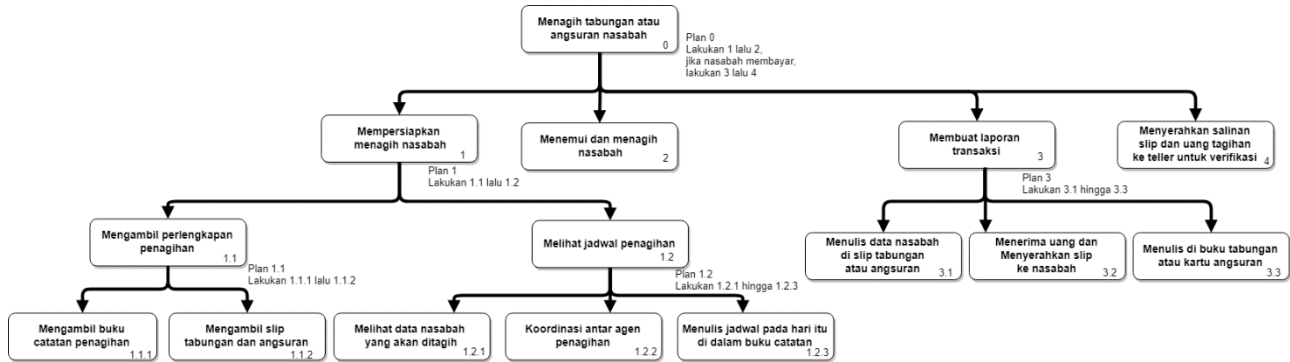 Menagih tabungan atau
angsuran nasabah
0
Plan 0
Lakukan 1 lalu 2,
jika nasabah membayar,
lakukan 3 lalu 4
Mempersiapkan
menagih nasabah
1
Plan 1
Lakukan 1.1 lalu 1.2
Menemui dan menagih
nasabah
2
Membuat laporan
transaksi
3
Plan 3
Lakukan 3.1 hingga 3.3
Menyerahkan salinan
slip dan uang tagihan
ke teller untuk verifikasi
4
Mengambil perlengkapan
penagihan
1.1
Plan 1.1
Lakukan 1.1.1 lalu 1.1.2
Melihat jadwal penagihan
1.2
Plan 1.2
Lakukan 1.2.1 hingga 1.2.3
Menulis data nasabah
di slip tabungan
atau angsuran
3.1
Menerima uang dan
Menyerahkan slip
ke nasabah
3.2
Menulis di buku tabungan
atau kartu angsuran
3.3
Mengambil buku
catatan penagihan
1.1.1
Mengambil slip
tabungan dan angsuran
1.1.2
Melihat data nasabah
yang akan ditagih
1.2.1
Koordinasi antar agen
penagihan
1.2.2
Menulis jadwal pada hari itu
di dalam buku catatan
1.2.3